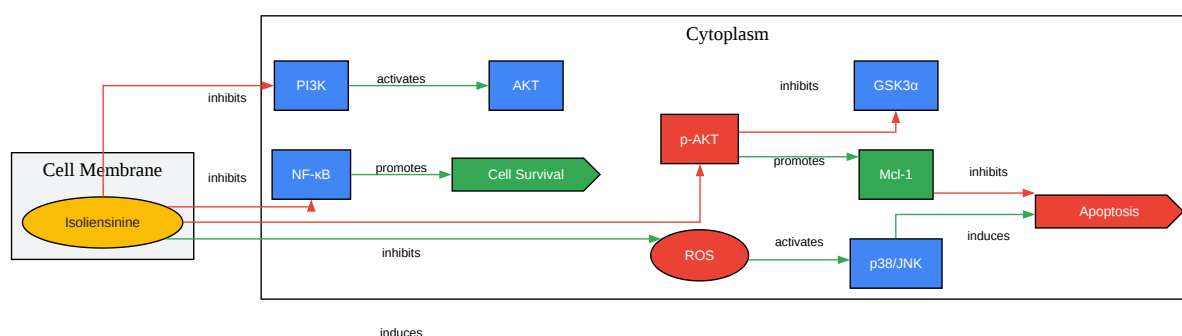 Cytoplasm
PI3K
activates
AKT
inhibits
GSK3α
inhibits
p-AKT
Cell Membrane
inhibits
NF-κB
promotes
Cell Survival
promotes
Mcl-1
inhibits
Isoliensinine
Apoptosis
inhibits
ROS
activates
p38/JNK
induces
induces